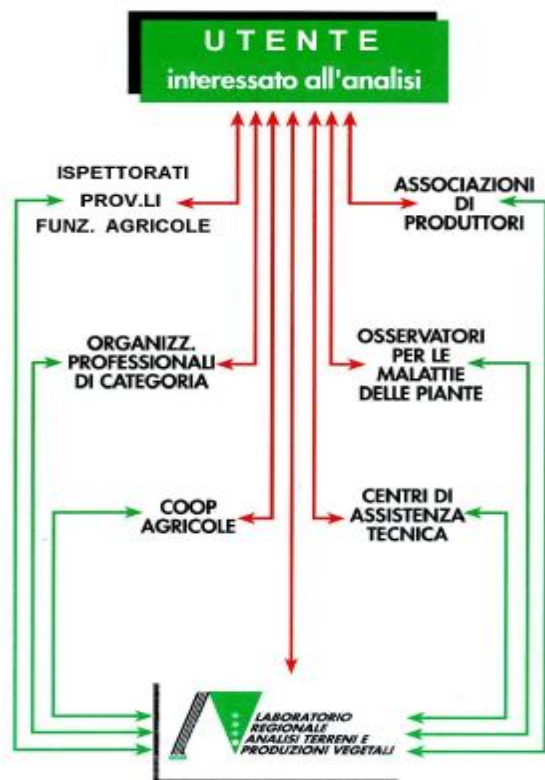 UTENTE
interessato all'analisi
ISPETTORATI
PROV.LI
FUNZ. AGRICOLE
ASSOCIAZIONI
DI
PRODUTTORI
ORGANIZZ.
PROFESSIONALI
DI CATEGORIA
OSSERVATORI
PER LE
MALATTIE
DELLE PIANTE
COOP
AGRICOLE
CENTRI DI
ASSISTENZA
TECNICA
LABORATORIO
REGIONALE
ANALISI TERRENI E
PRODUZIONI VEGETALI